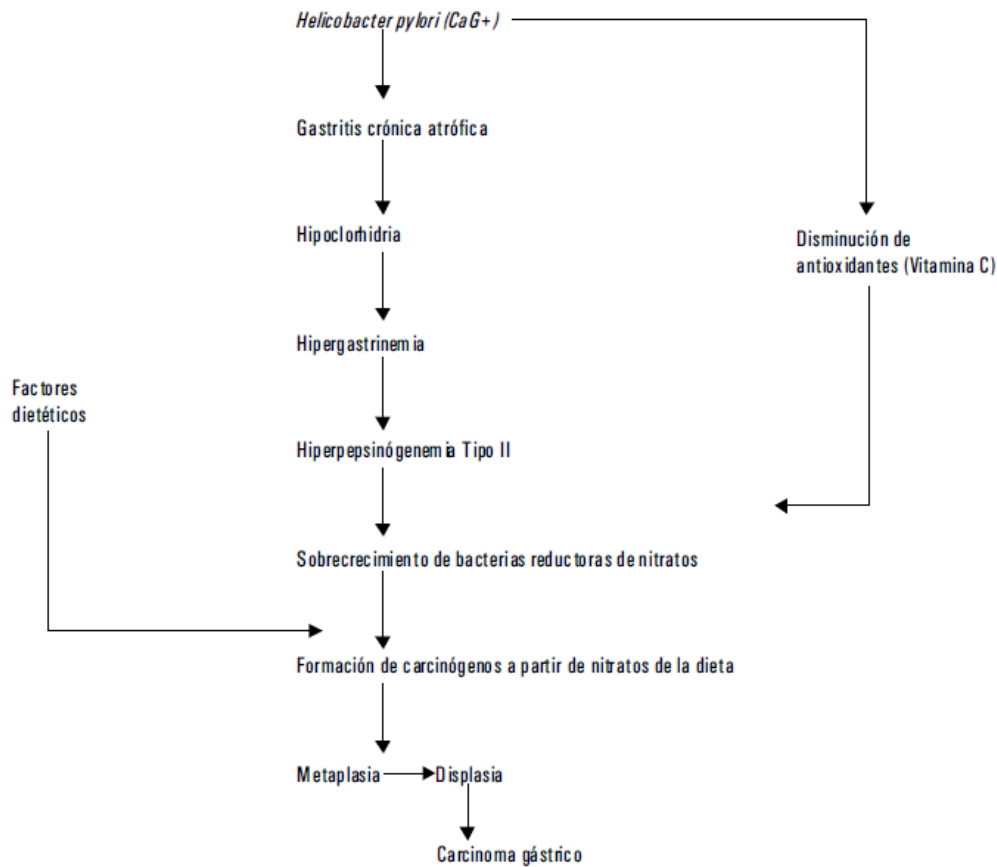 Helicobacter pylori (CaG+)
Gastritis crónica atrófica
Hipoclorhidria
Disminución de
antioxidantes (Vitamina C)
Hipergastrinemia
Factores
dietéticos
Hiperpepsinógenemia Tipo II
Sobrecrecimiento de bacterias reductoras de nitratos
Formación de carcinógenos a partir de nitratos de la dieta
Metaplasia
Displasia
Carcinoma gástrico